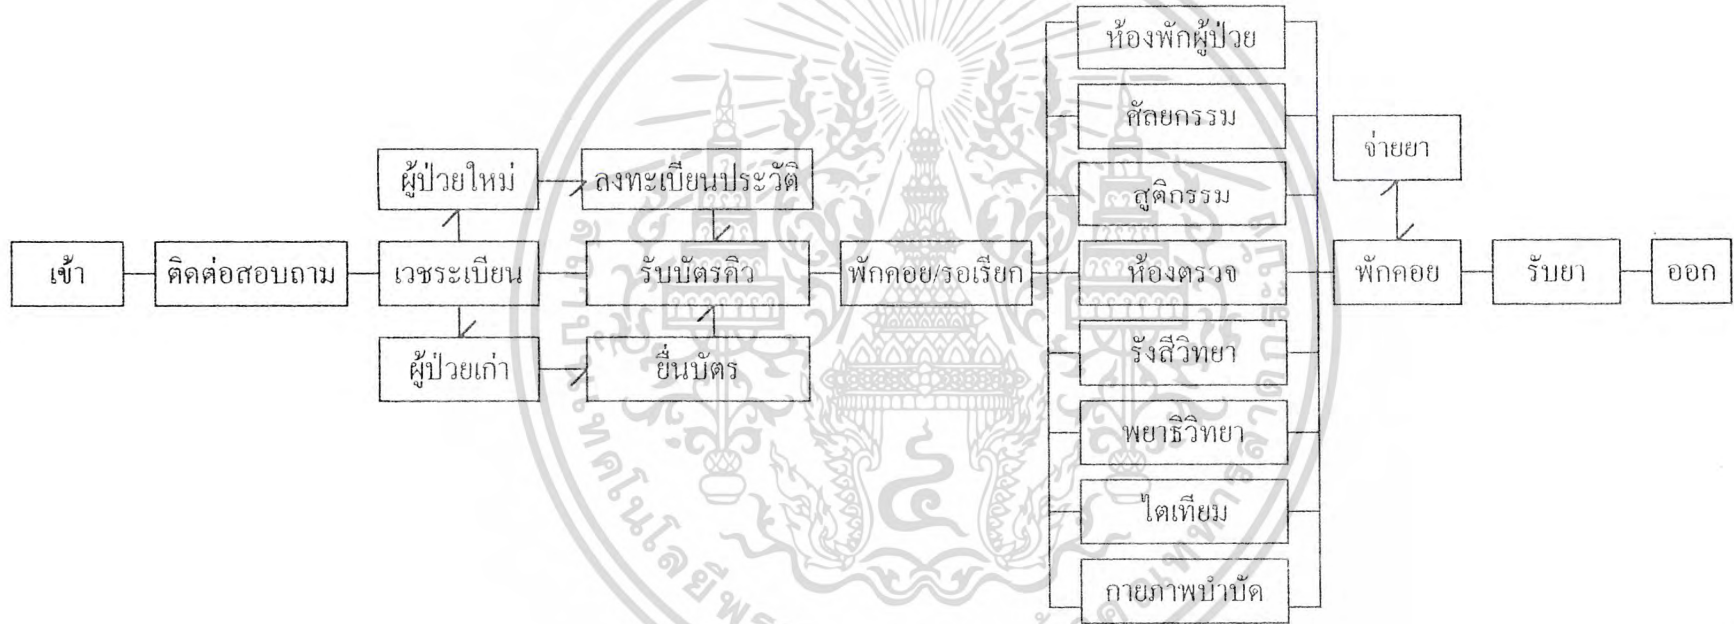 ห้องพักผู้ป่วย
ศัลยกรรม
จ่ายยา
ผู้ป่วยใหม่
ลงทะเบียนประวัติ
สูติกรรม
เข้า
ติดต่อสอบถาม
เวชระเบียน
รับบัตรคิว
พักคอย/รอเรียก
ห้องตรวจ
พักคอย
รับยา
ออก
ผู้ป่วยเก่า
ยื่นบัตร
รังสีวิทยา
พยาธิวิทยา
ไตเทียม
กายภาพบำบัด